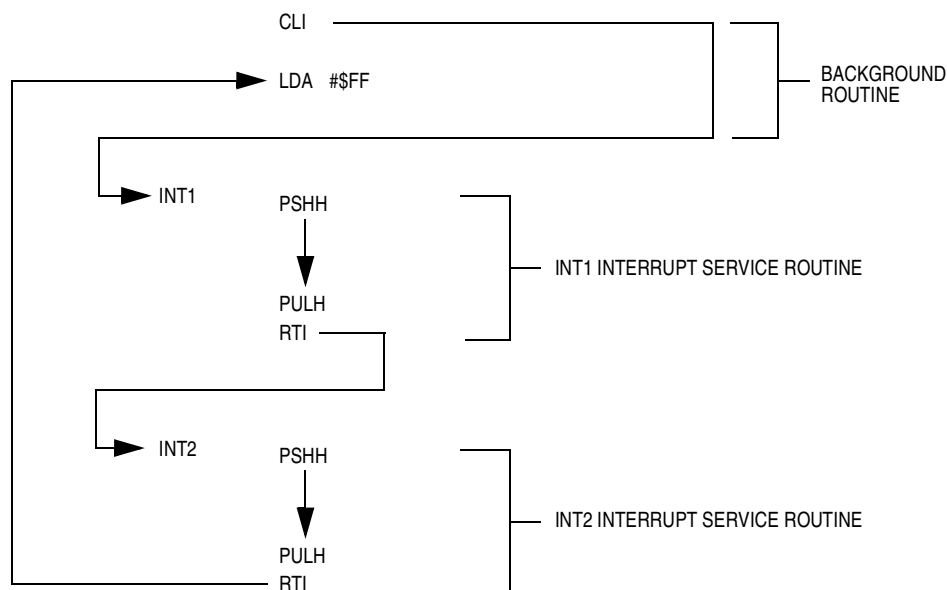 CLI
LDA #$FF
BACKGROUND
ROUTINE
INT1
PSHH
INT1 INTERRUPT SERVICE ROUTINE
PULH
RTI
INT2
PSHH
INT2 INTERRUPT SERVICE ROUTINE
PULH
RTI